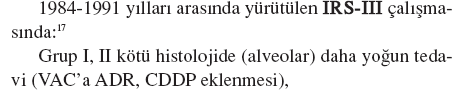 1984-1991 yılları arasında yürütülen IRS-III çalışma-
sında:17
Grup I, II kötü histolojide (alveolar) daha yoğun teda-
vi (VAC’a ADR, CDDP eklenmesi),